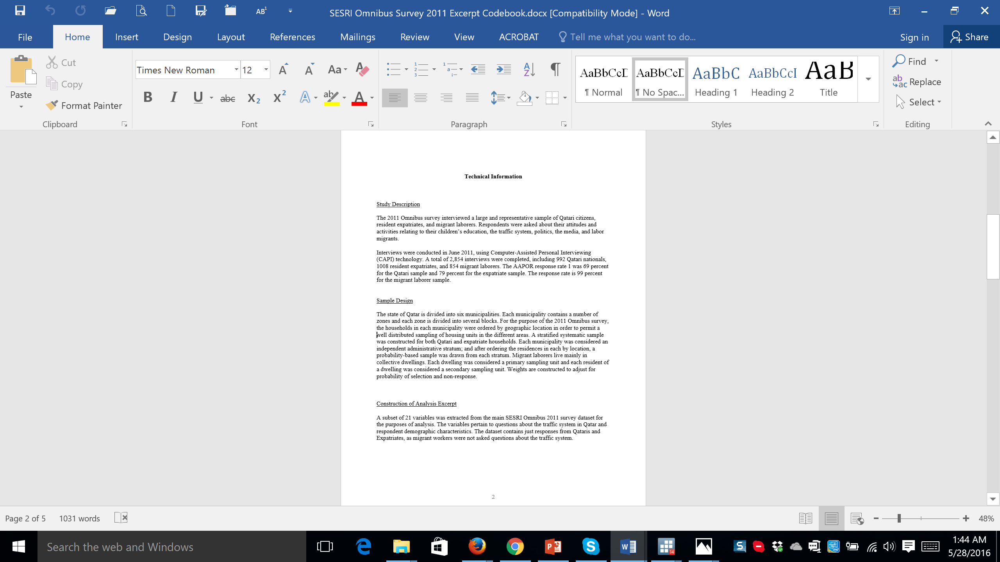 SESRI Omnibus Survey 2011 Excerpt Codebook.docx [Compatibility Mode] - Word
File Home Insert Design Layout References Mailings Review View ACROBAT Tell me what you want to do... Sign in Share
Paste
Cut
Copy
Format Painter
Clipboard
Times New Roman 12
Font
Paragraph
AaBbCcD AaBbCcD AaBbC AaBbCcI AaB
¶ Normal ¶ No Spac... Heading 1 Heading 2 Title
Styles
Find
Replace
Select
Editing
Technical Information
Study Description
The 2011 Omnibus survey interviewed a large and representative sample of Qatari citizens,
resident expatriates, and migrant laborers. Respondents were asked about their attitudes and
activities relating to their children’s education, the traffic system, politics, the media, and labor
migrants.
Interviews were conducted in June 2011, using Computer-Assisted Personal Interviewing
(CAPI) technology. A total of 2,854 interviews were completed, including 992 Qatari nationals,
1008 resident expatriates, and 854 migrant laborers. The AAPOR response rate 1 was 69 percent
for the Qatari sample and 79 percent for the expatriate sample. The response rate is 99 percent
for the migrant laborer sample.
Sample Design
The state of Qatar is divided into six municipalities. Each municipality contains a number of
zones and each zone is divided into several blocks. For the purpose of the 2011 Omnibus survey,
the households in each municipality were ordered by geographic location in order to permit a
well distributed sampling of housing units in the different areas. A stratified systematic sample
was constructed for both Qatari and expatriate households. Each municipality was considered an
independent administrative stratum; and after ordering the residences in each by location, a
probability-based sample was drawn from each stratum. Migrant laborers live mainly in
collective dwellings. Each dwelling was considered a primary sampling unit and each resident of
a dwelling was considered a secondary sampling unit. Weights are constructed to adjust for
probability of selection and non-response.
Construction of Analysis Excerpt
A subset of 21 variables was extracted from the main SESRI Omnibus 2011 survey dataset for
the purposes of analysis. The variables pertain to questions about the traffic system in Qatar and
respondent demographic characteristics. The dataset contains just responses from Qataris and
Expatriates, as migrant workers were not asked questions about the traffic system.
2
Page 2 of 5 1031 words 48%
Search the web and Windows
1:44 AM
5/28/2016